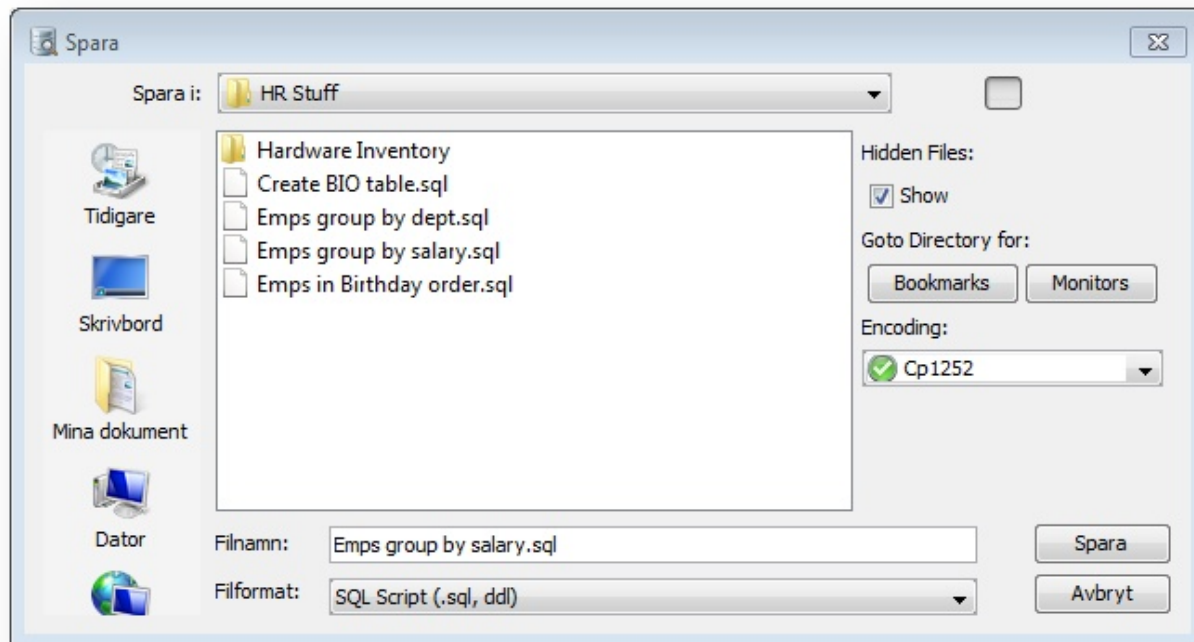 Spara
Spara i: HR Stuff
Tidigare
Skrivbord
Mina dokument
Dator
Hardware Inventory
Create BIO table.sql
Emps group by dept.sql
Emps group by salary.sql
Emps in Birthday order.sql
Hidden Files:
Show
Goto Directory for:
Bookmarks Monitors
Encoding:
Cp1252
Filnamn: Emps group by salary.sql Spara
Filformat: SQL Script (.sql, ddl) Avbryt